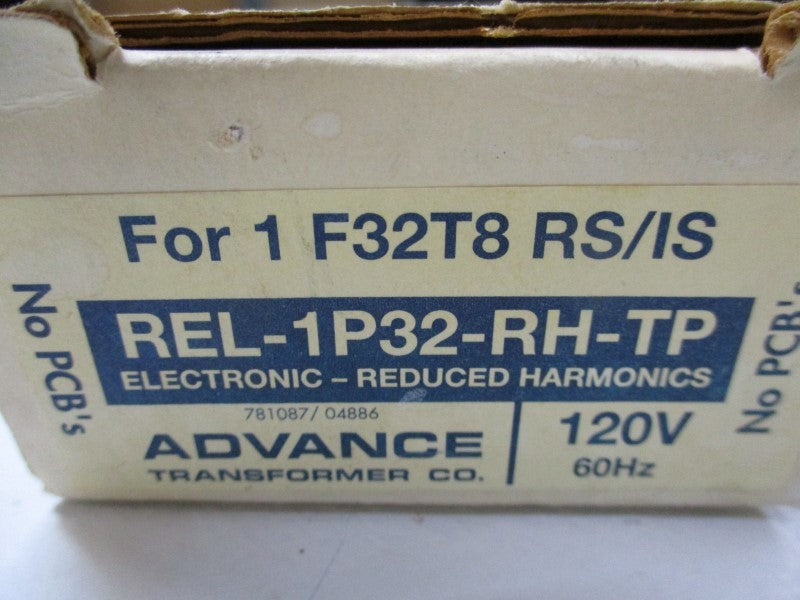 For 1 F32T8 RS/IS
No PCB's
REL-1P32-RH-TP
ELECTRONIC – REDUCED HARMONICS
781087/ 04886
ADVANCE
TRANSFORMER CO.
120V
60Hz
No PCB's